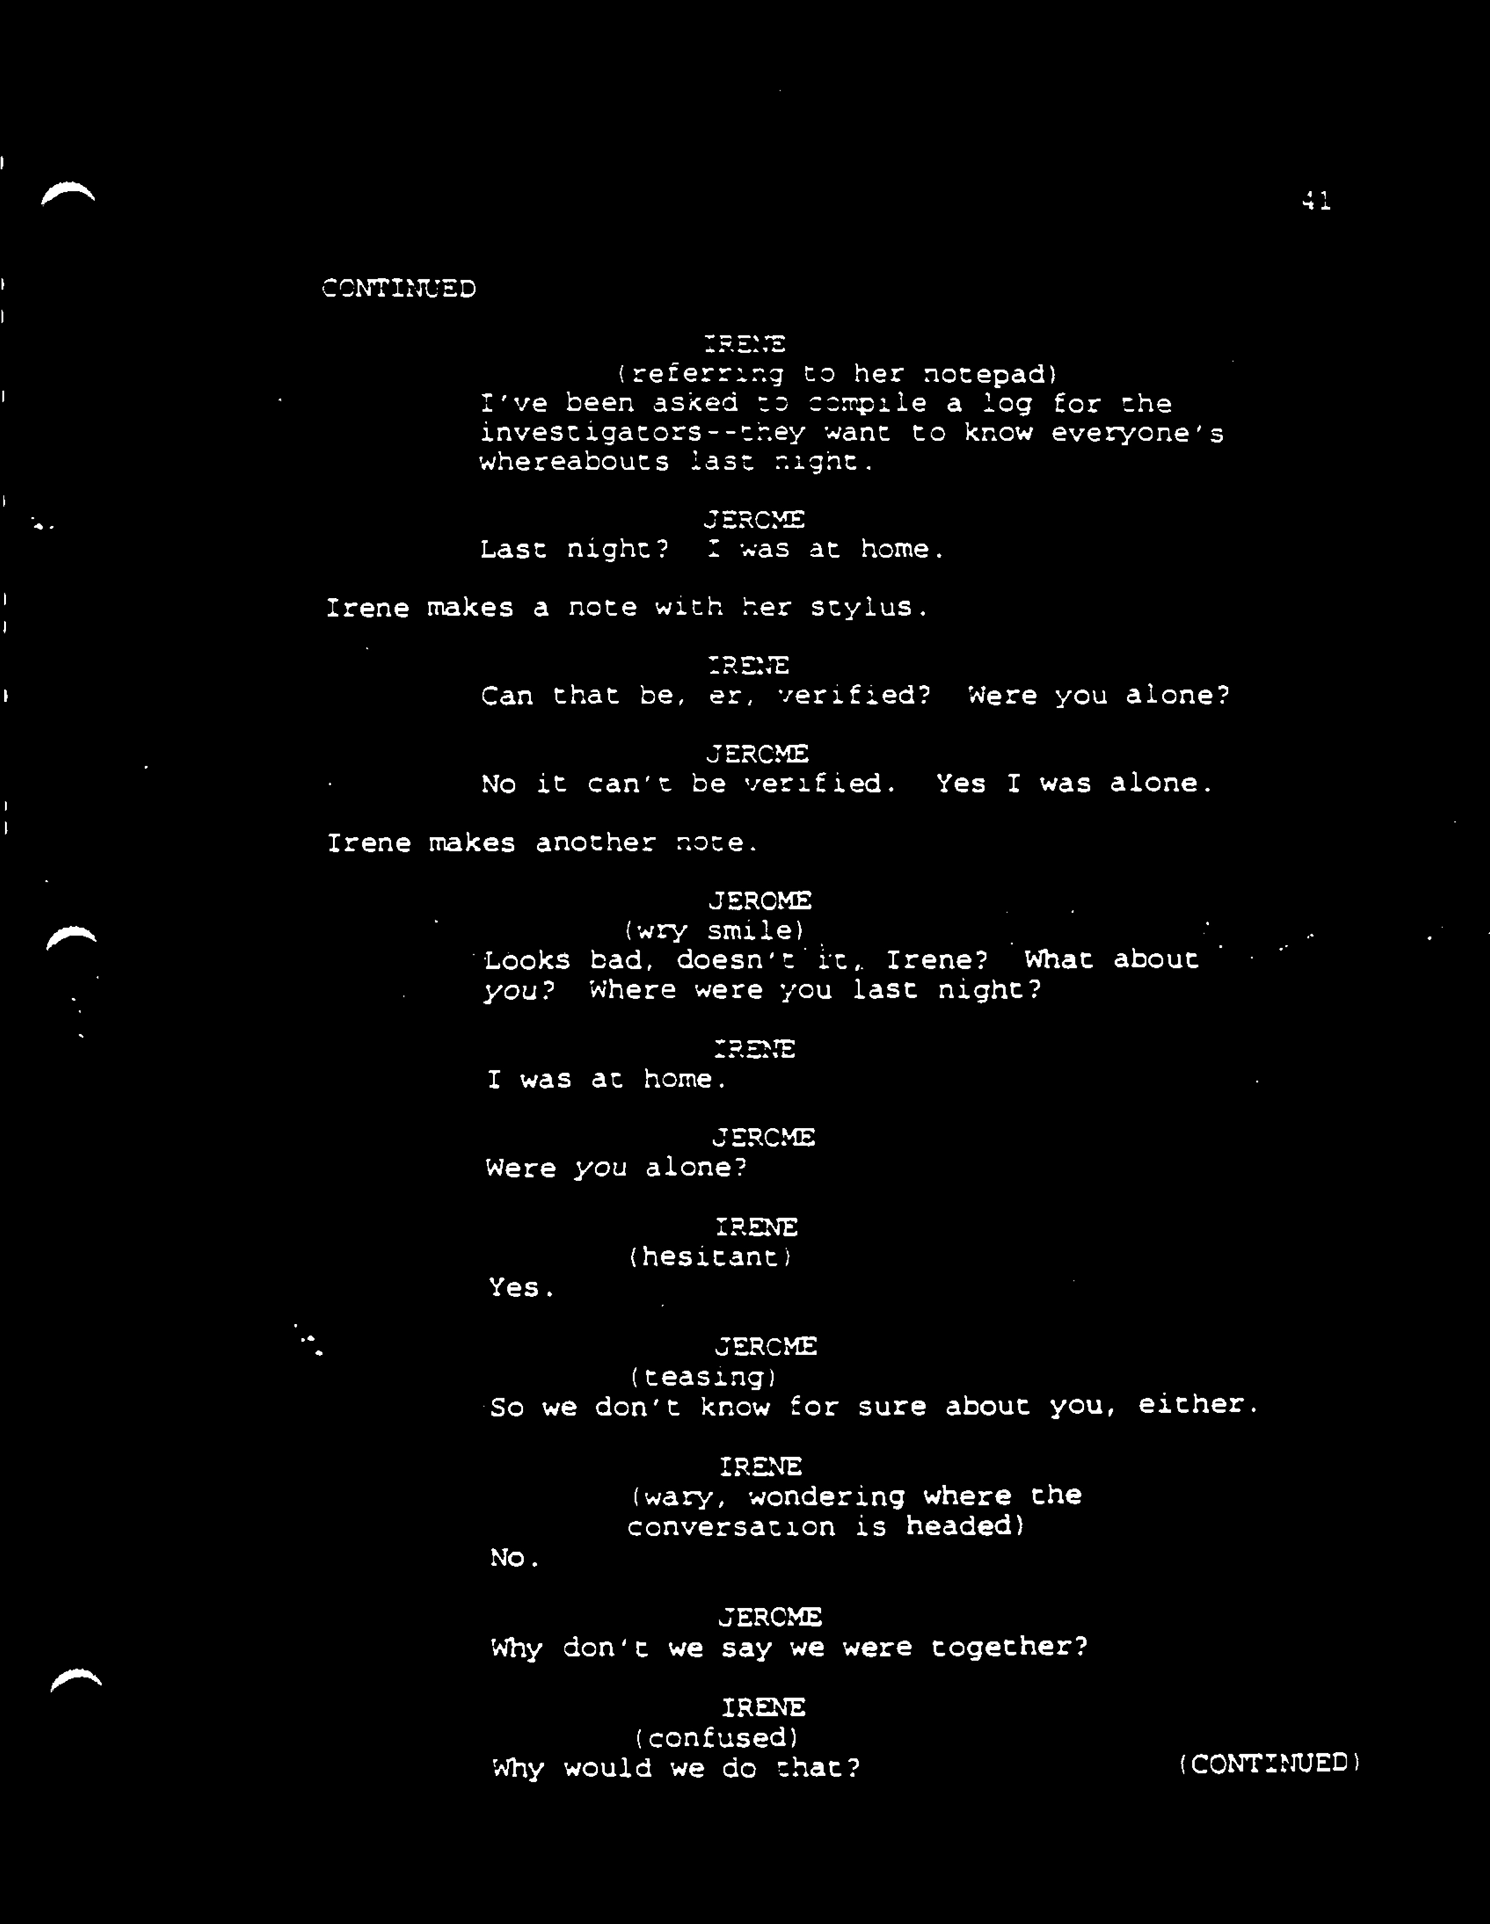 41
CONTINUED
IRENE
(referring to her notepad)
I've been asked to compile a log for the
investigators--they want to know everyone's
whereabouts last night.
JEROME
Last night? I was at home.
Irene makes a note with her stylus.
IRENE
Can that be, er, verified? Were you alone?
JEROME
No it can't be verified. Yes I was alone.
Irene makes another note.
JEROME
(wry smile)
Looks bad, doesn't it, Irene? What about
you? Where were you last night?
IRENE
I was at home.
JEROME
Were you alone?
IRENE
(hesitant)
Yes.
JEROME
(teasing)
So we don't know for sure about you, either.
IRENE
(wary, wondering where the
conversation is headed)
No.
JEROME
Why don't we say we were together?
IRENE
(confused)
Why would we do that?
(CONTINUED)